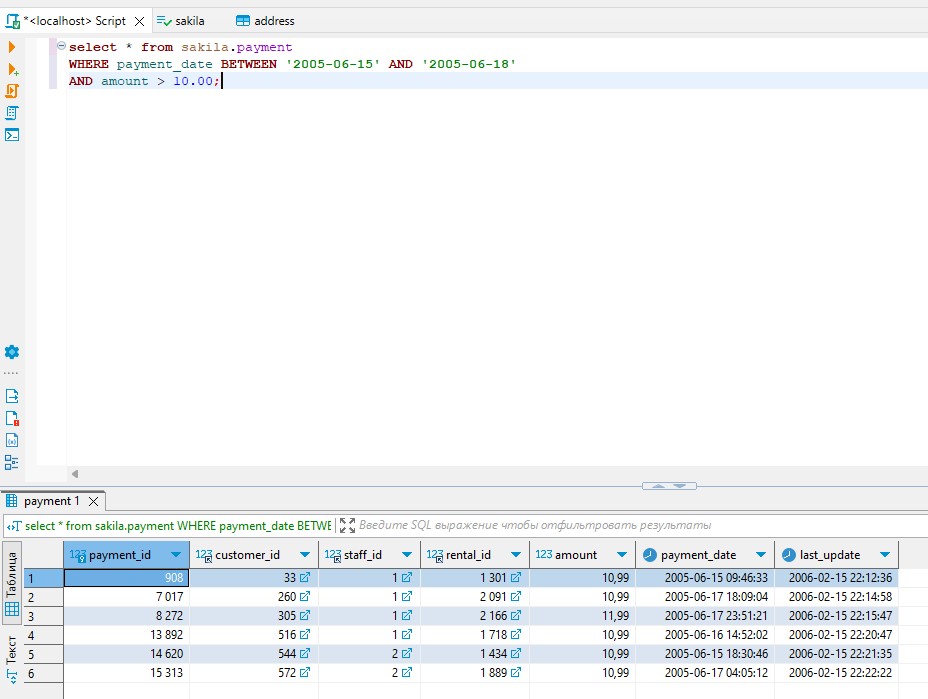 *<localhost> Script sakila address
select * from sakila.payment
WHERE payment_date BETWEEN '2005-06-15' AND '2005-06-18'
AND amount > 10.00;
payment 1
select * from sakila.payment WHERE payment_date BETWE Введите SQL выражение чтобы отфильтровать результаты
Таблица
Текст
123 payment_id 123 customer_id 123 staff_id 123 rental_id 123 amount payment_date last_update
1 908 33 1 1 301 10,99 2005-06-15 09:46:33 2006-02-15 22:12:36
2 7 017 260 1 2 091 10,99 2005-06-17 18:09:04 2006-02-15 22:14:58
3 8 272 305 1 2 166 11,99 2005-06-17 23:51:21 2006-02-15 22:15:47
4 13 892 516 1 1 718 10,99 2005-06-16 14:52:02 2006-02-15 22:20:47
5 14 620 544 2 1 434 10,99 2005-06-15 18:30:46 2006-02-15 22:21:35
6 15 313 572 2 1 889 10,99 2005-06-17 04:05:12 2006-02-15 22:22:22